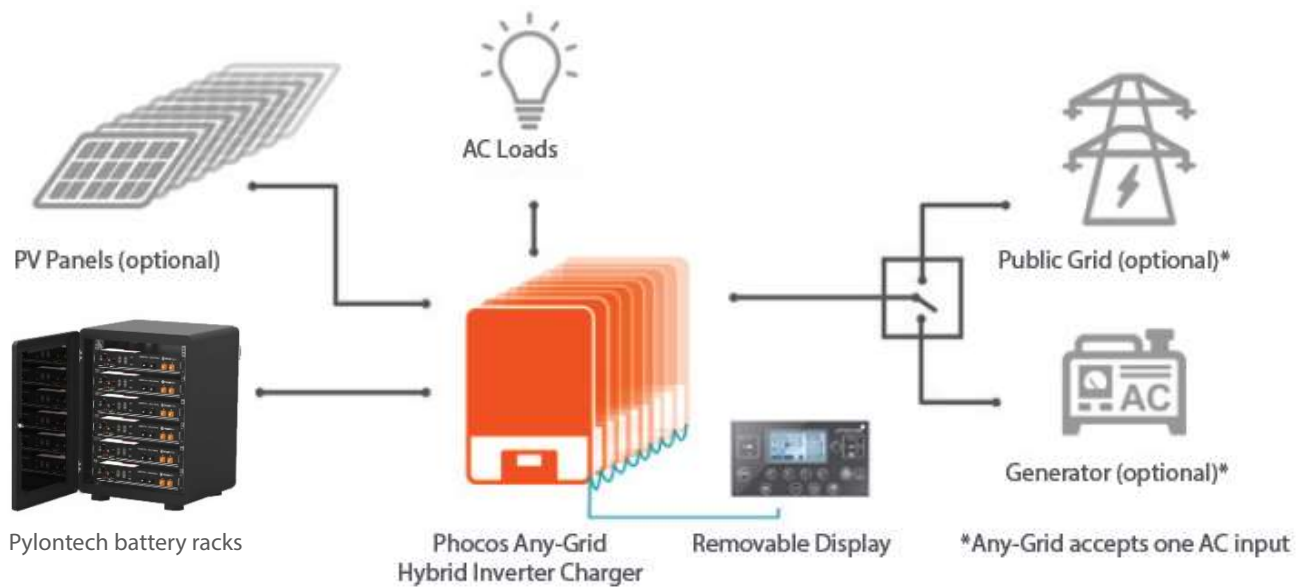 AC Loads
PV Panels (optional)
Public Grid (optional)*
AC
Generator (optional)*
Pylontech battery racks
Phocos Any-Grid
Hybrid Inverter Charger
Removable Display
*Any-Grid accepts one AC input